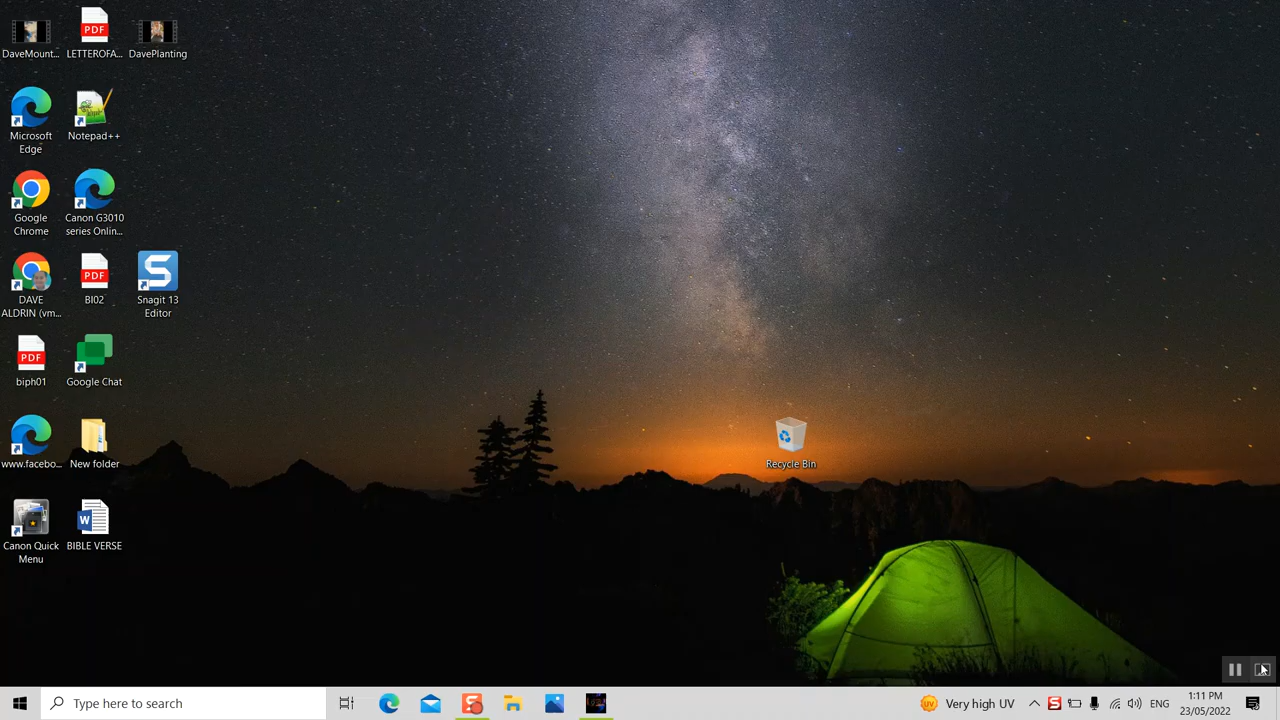 DaveMount...
LETTEROFA...
DavePlanting
PDF
Microsoft
Edge
Notepad++
Google
Chrome
Canon G3010
series Onlin...
DAVE
ALDRIN (vm...
PDF
BI02
Snagit 13
Editor
PDF
biph01
Google Chat
www.facebo...
New folder
Recycle Bin
Canon Quick
Menu
BIBLE VERSE
Type here to search
Very high UV
ENG
1:11 PM
23/05/2022